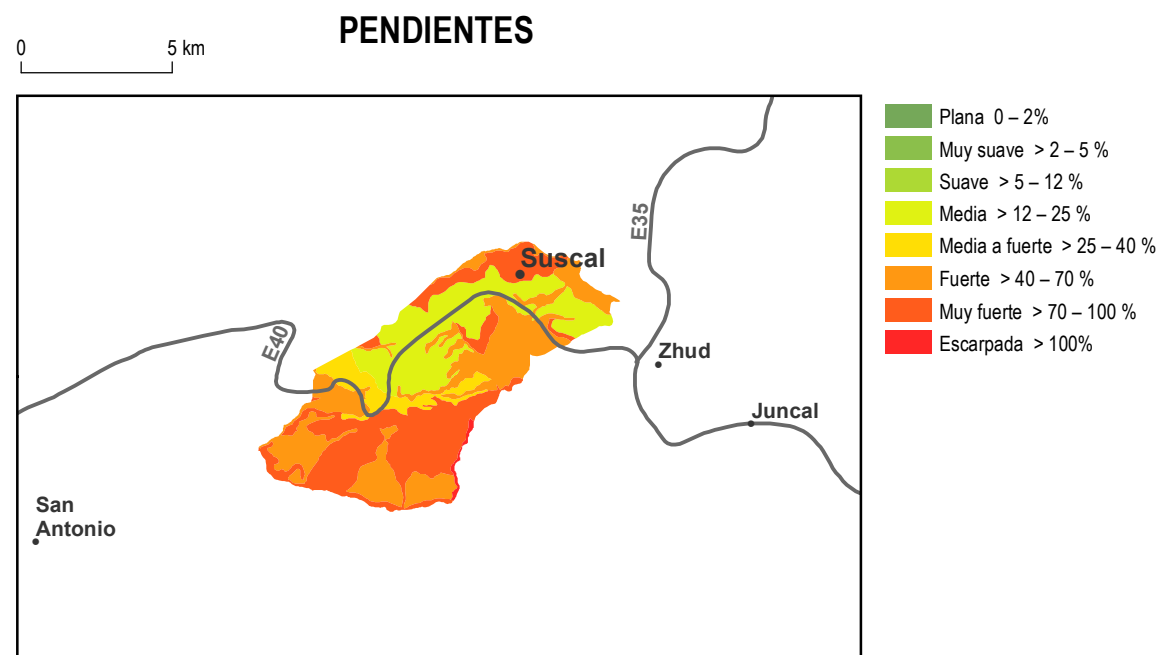 PENDIENTES
0 5 km
Plana 0 – 2%
Muy suave > 2 – 5 %
Suave > 5 – 12 %
Media > 12 – 25 %
Media a fuerte > 25 – 40 %
Fuerte > 40 – 70 %
Muy fuerte > 70 – 100 %
Escarpada > 100%
E35
Suscal
E40
Zhud
Juncal
San
Antonio